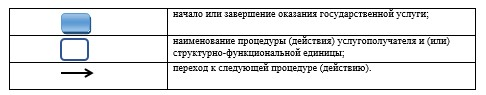 начало или завершение оказания государственной услуги;
наименование процедуры (действия) услугополучателя и (или)
структурно-функциональной единицы;
переход к следующей процедуре (действию).